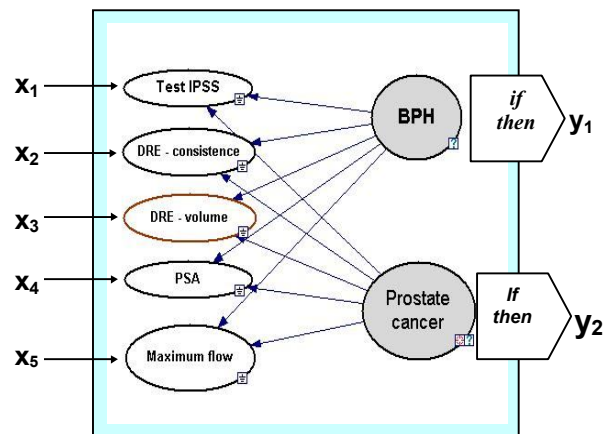 x₁
Test IPSS
BPH
if
then
y₁
x₂
DRE - consistence
x₃
DRE - volume
x₄
PSA
Prostate
cancer
If
then
y₂
x₅
Maximum flow